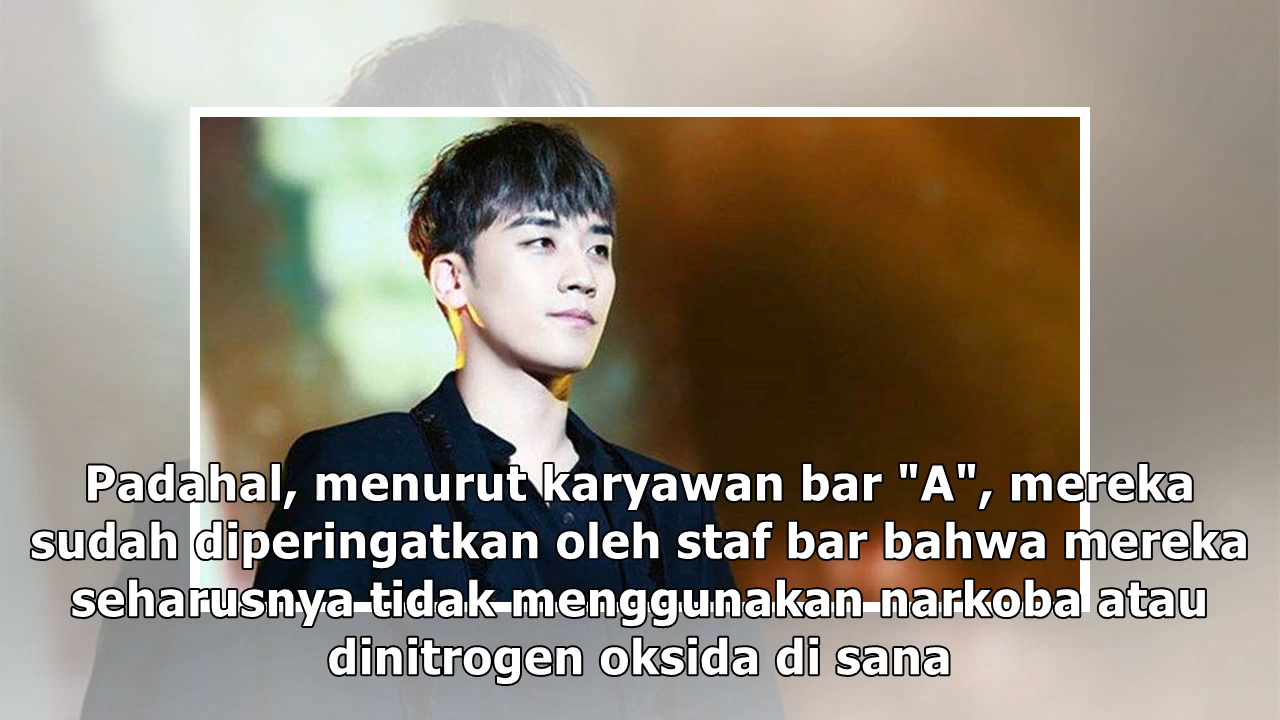 Padahal, menurut karyawan bar "A", mereka
sudah diperingatkan oleh staf bar bahwa mereka
seharusnya tidak menggunakan narkoba atau
dinitrogen oksida di sana